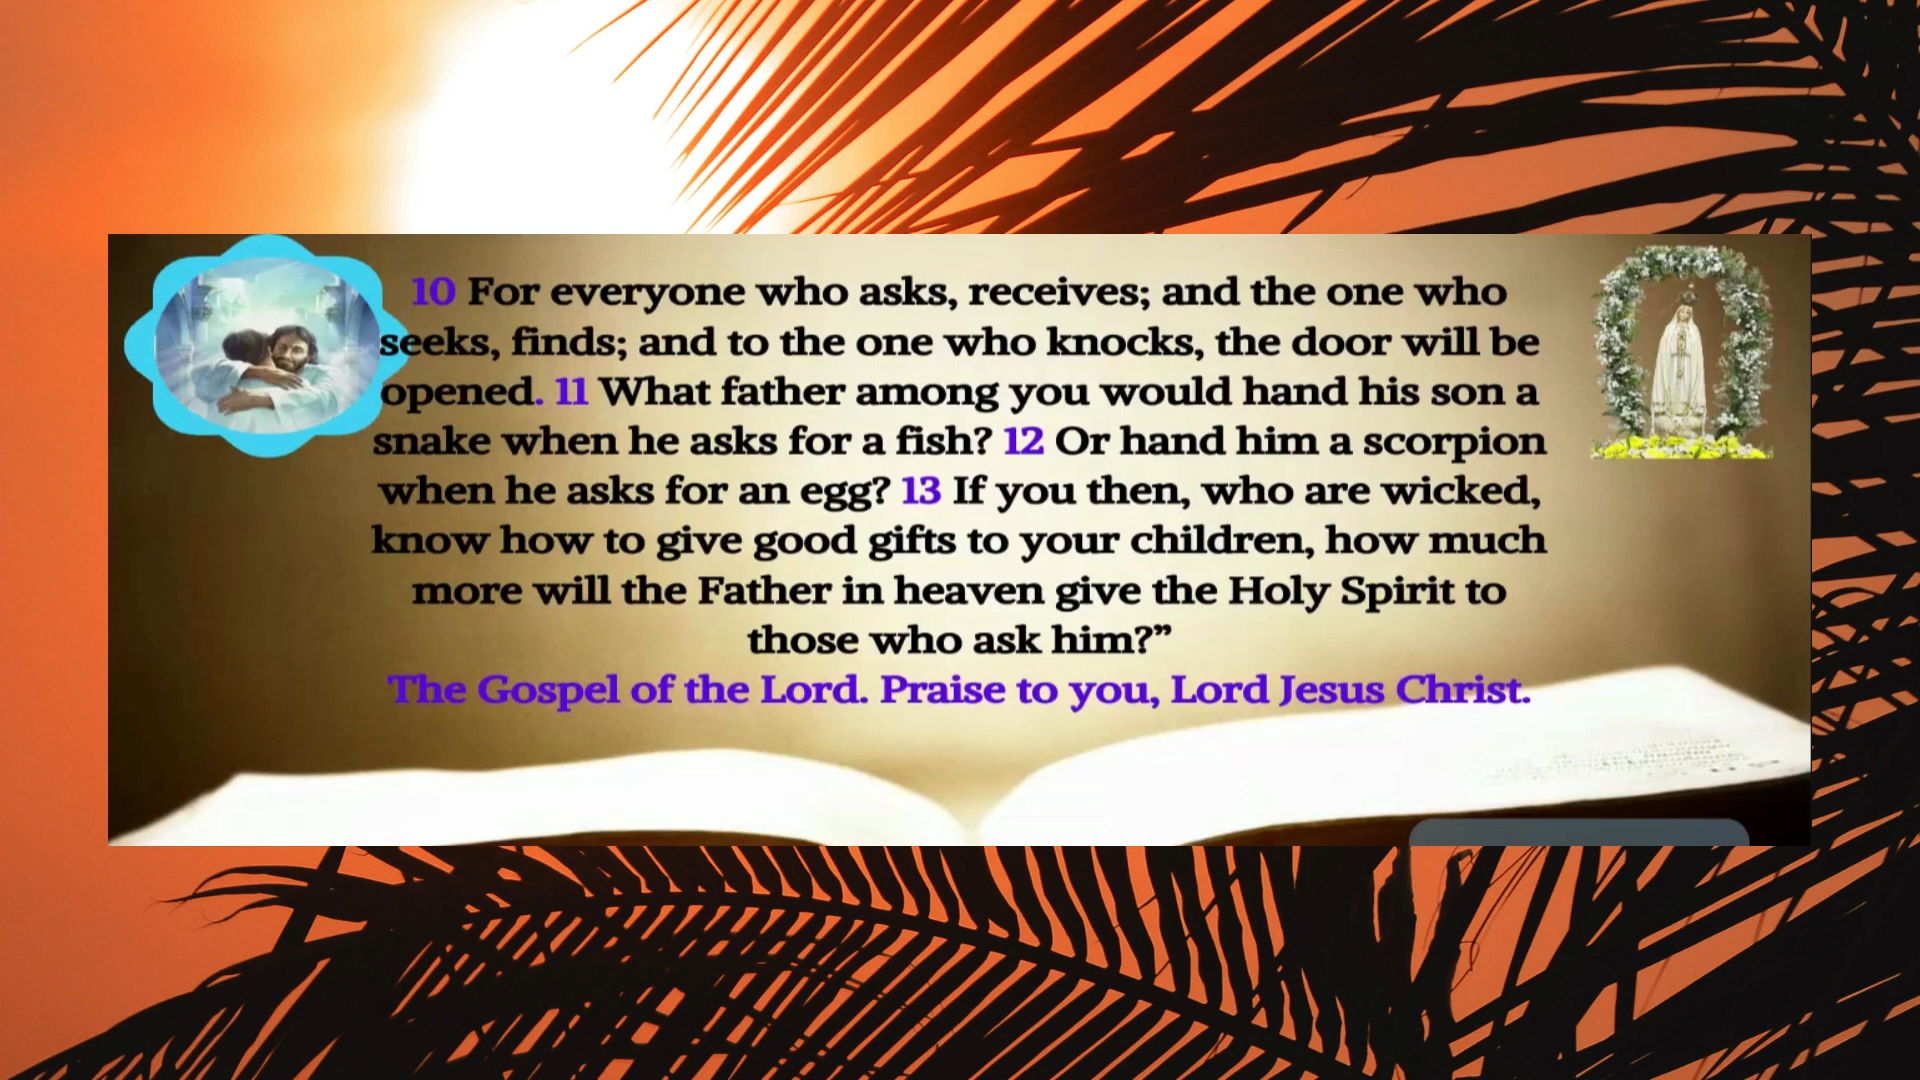 10 For everyone who asks, receives; and the one who
seeks, finds; and to the one who knocks, the door will be
opened. 11 What father among you would hand his son a
snake when he asks for a fish? 12 Or hand him a scorpion
when he asks for an egg? 13 If you then, who are wicked,
know how to give good gifts to your children, how much
more will the Father in heaven give the Holy Spirit to
those who ask him?”
The Gospel of the Lord. Praise to you, Lord Jesus Christ.